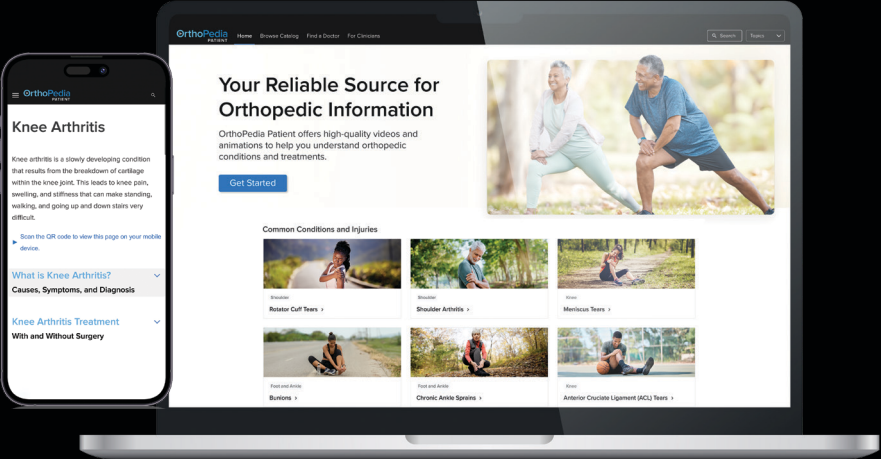 OrthoPedia
PATIENT
Knee Arthritis
Knee arthritis is a slowly developing condition
that results from the breakdown of cartilage
within the knee joint. This leads to knee pain,
swelling, and stiffness that can make standing,
walking, and going up and down stairs very
difficult.
Scan the QR code to view this page on your mobile
device.
What is Knee Arthritis?
Causes, Symptoms, and Diagnosis
Knee Arthritis Treatment
With and Without Surgery
OrthoPedia
PATIENT
Home Browse Catalog Find a Doctor For Clinicians Search Topics
Your Reliable Source for
Orthopedic Information
OrthoPedia Patient offers high-quality videos and
animations to help you understand orthopedic
conditions and treatments.
Get Started
Common Conditions and Injuries
Shoulder
Rotator Cuff Tears >
Shoulder
Shoulder Arthritis >
Knee
Meniscus Tears >
Foot and Ankle
Bunions >
Foot and Ankle
Chronic Ankle Sprains >
Knee
Anterior Cruciate Ligament (ACL) Tears >